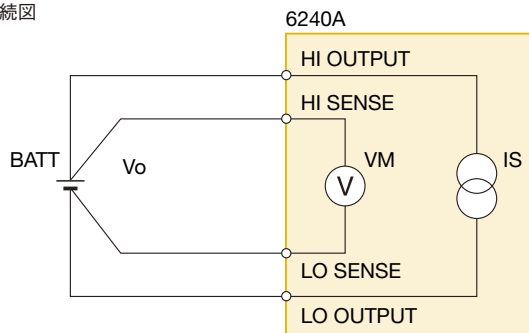 続図
6240A
HI OUTPUT
HI SENSE
BATT
Vo
VM
IS
V
LO SENSE
LO OUTPUT